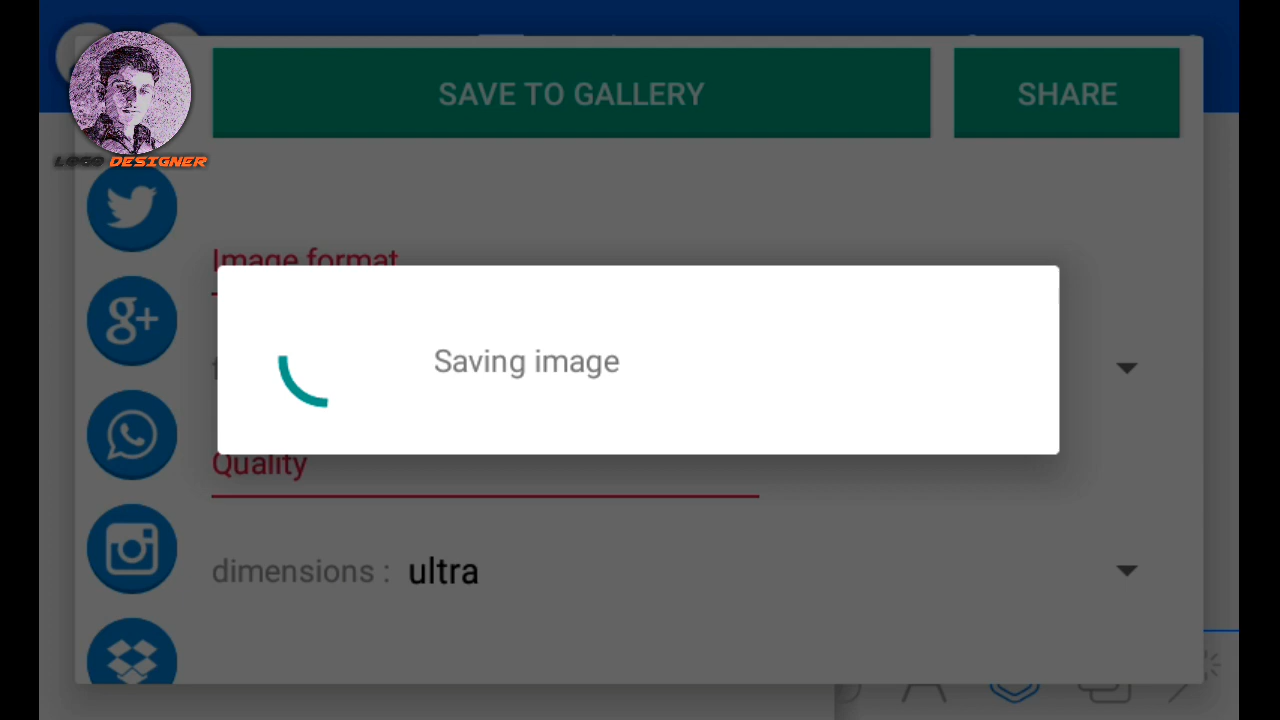 SAVE TO GALLERY
SHARE
LOGO DESIGNER
Image format
Saving image
Quality
dimensions : ultra